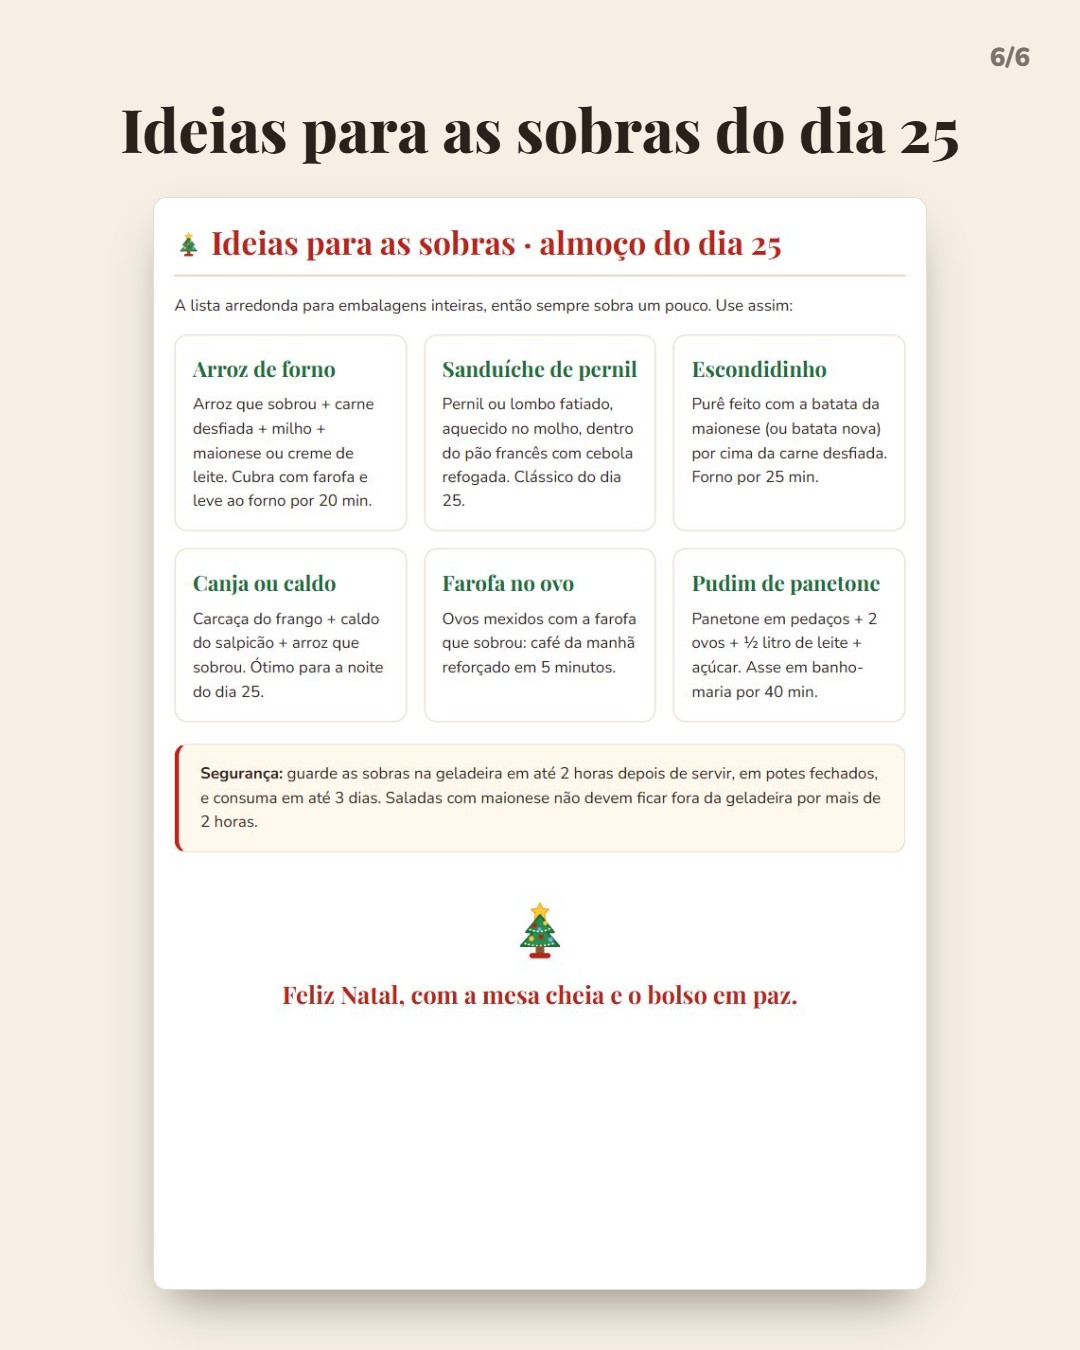 6/6
Ideias para as sobras do dia 25
Ideias para as sobras · almoço do dia 25
A lista arredonda para embalagens inteiras, então sempre sobra um pouco. Use assim:
Arroz de forno
Arroz que sobrou + carne
desfiada + milho +
maionese ou creme de
leite. Cubra com farofa e
leve ao forno por 20 min.
Sanduíche de pernil
Pernil ou lombo fatiado,
aquecido no molho, dentro
do pão francês com cebola
refogada. Clássico do dia
25.
Escondidinho
Purê feito com a batata da
maionese (ou batata nova)
por cima da carne desfiada.
Forno por 25 min.
Canja ou caldo
Carcaça do frango + caldo
do salpicão + arroz que
sobrou. Ótimo para a noite
do dia 25.
Farofa no ovo
Ovos mexidos com a farofa
que sobrou: café da manhã
reforçado em 5 minutos.
Pudim de panetone
Panetone em pedaços + 2
ovos + ½ litro de leite +
açúcar. Asse em banho-
maria por 40 min.
Segurança: guarde as sobras na geladeira em até 2 horas depois de servir, em potes fechados,
e consuma em até 3 dias. Saladas com maionese não devem ficar fora da geladeira por mais de
2 horas.
Feliz Natal, com a mesa cheia e o bolso em paz.